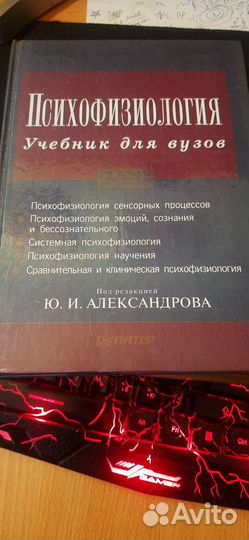 Психофизиология
Учебник для вузов
Психофизиология сенсорных процессов
Психофизиология эмоций, сознания
и бессознательного
Системная психофизиология
Психофизиология научения
Сравнительная и клиническая психофизиология
Под редакцией
Ю. И. АЛЕКСАНДРОВА
ПИТЕР
GAMER
Avito